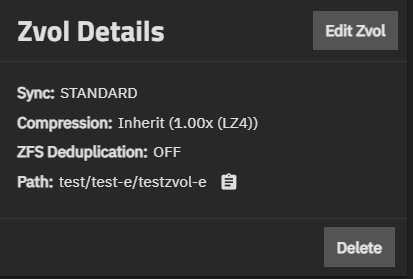 Zvol Details
Edit Zvol
Sync: STANDARD
Compression: Inherit (1.00x (LZ4))
ZFS Deduplication: OFF
Path: test/test-e/testzvol-e
Delete